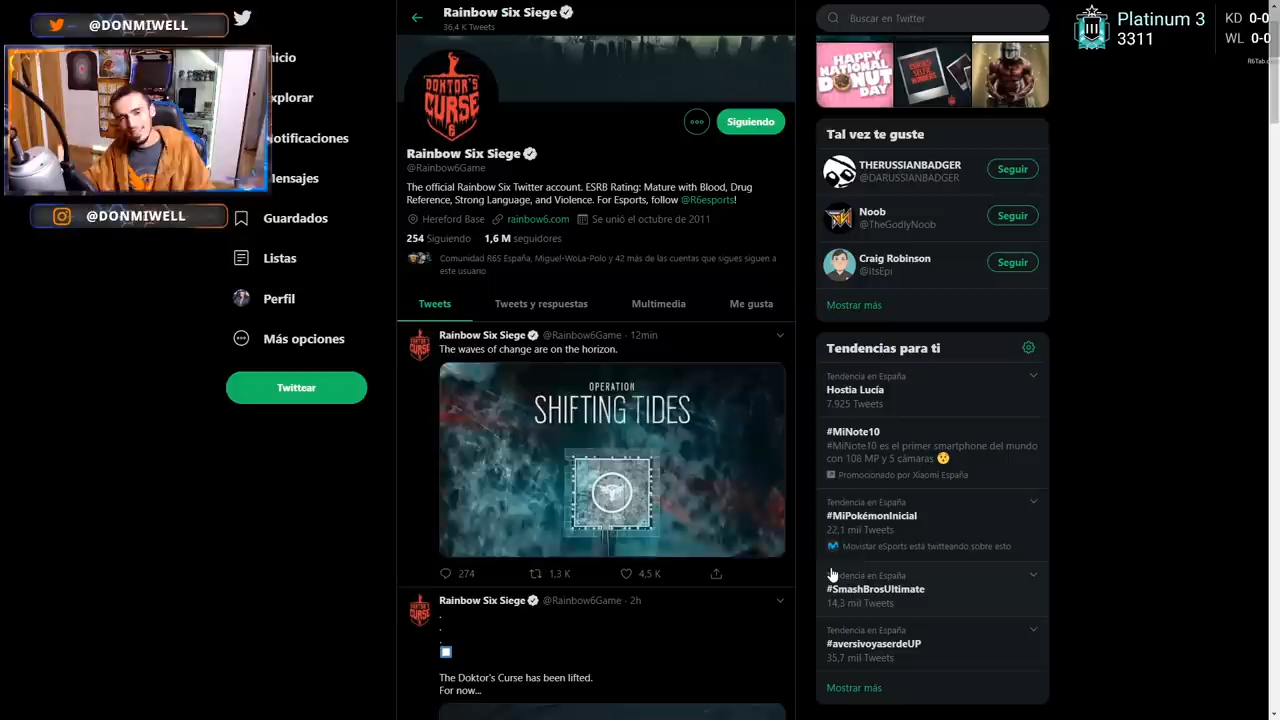 @DONMIWELL
@DONMIWELL
nicio
xplorar
otificaciones
ensajes
Guardados
Listas
Perfil
Más opciones
Twittear
Rainbow Six Siege
36,4 K Tweets
DOKTOR'S
CURSE
6
Siguiendo
Rainbow Six Siege
@Rainbow6Game
The official Rainbow Six Twitter account. ESRB Rating: Mature with Blood, Drug
Reference, Strong Language, and Violence. For Esports, follow @R6esports!
Hereford Base rainbow6.com Se unió el octubre de 2011
254 Siguiendo 1,6 M seguidores
Comunidad R6S España, Miguel-WoLa-Polo y 42 más de las cuentas que sigues siguen a
este usuario
Tweets Tweets y respuestas Multimedia Me gusta
Rainbow Six Siege @Rainbow6Game · 12min
The waves of change are on the horizon.
OPERATION
SHIFTING TIDES
274 1,3 K 4,5 K
Rainbow Six Siege @Rainbow6Game · 2h
.
.
.
The Doktor's Curse has been lifted.
For now...
Buscar en Twitter
HAPPY
NATIONAL
DONUT
DAY
Tal vez te guste
THERUSSIANBADGER
@DARUSSIANBADGER
Seguir
Noob
@TheGodlyNoob
Seguir
Craig Robinson
@ItsEpi
Seguir
Mostrar más
Tendencias para ti
Tendencia en España
Hostia Lucía
7.925 Tweets
#MiNote10
#MiNote10 es el primer smartphone del mundo
con 108 MP y 5 cámaras 😲
Promocionado por Xiaomi España
Tendencia en España
#MiPokémonInicial
22,1 mil Tweets
Movistar eSports está twitteando sobre esto
dencia en España
#SmashBrosUltimate
14,3 mil Tweets
Tendencia en España
#aversivoyaserdeUP
35,7 mil Tweets
Mostrar más
III
Platinum 3
3311
KD 0-0
WL 0-0
R6Tab.c